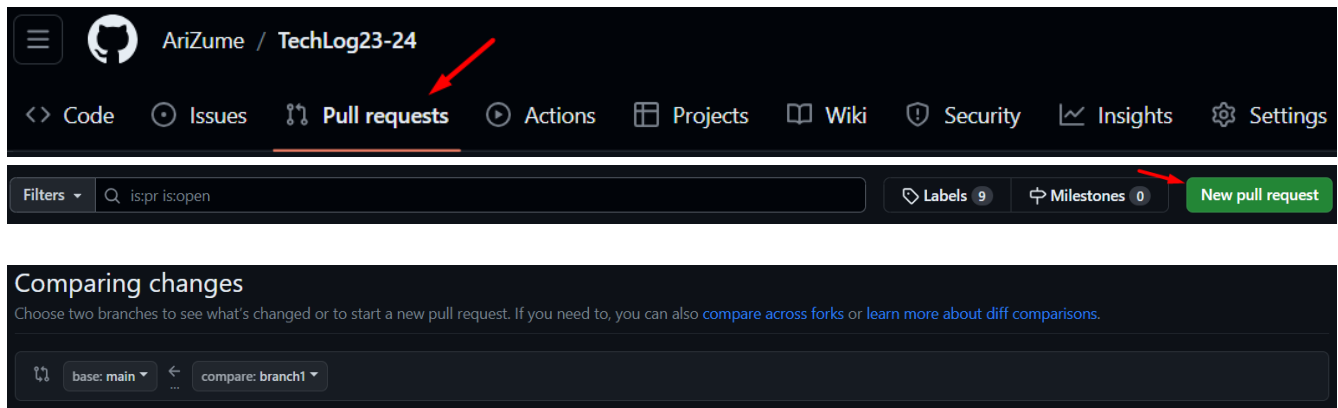 AriZume / TechLog23-24
<> Code Issues Pull requests Actions Projects Wiki Security Insights Settings
Filters is:pr is:open Labels 9 Milestones 0 New pull request
Comparing changes
Choose two branches to see what's changed or to start a new pull request. If you need to, you can also compare across forks or learn more about diff comparisons.
base: main ← ... compare: branch1